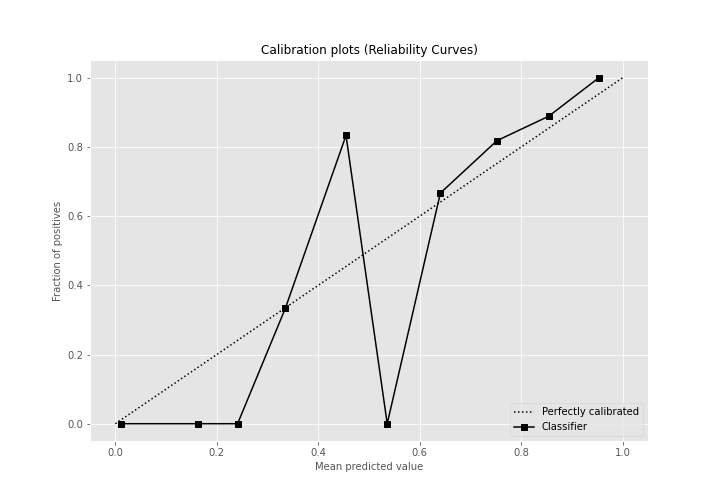 Calibration plots (Reliability Curves)
1.0
0.8
0.6
0.4
0.2
0.0
Fraction of positives
0.0 0.2 0.4 0.6 0.8 1.0
Mean predicted value
Perfectly calibrated
Classifier